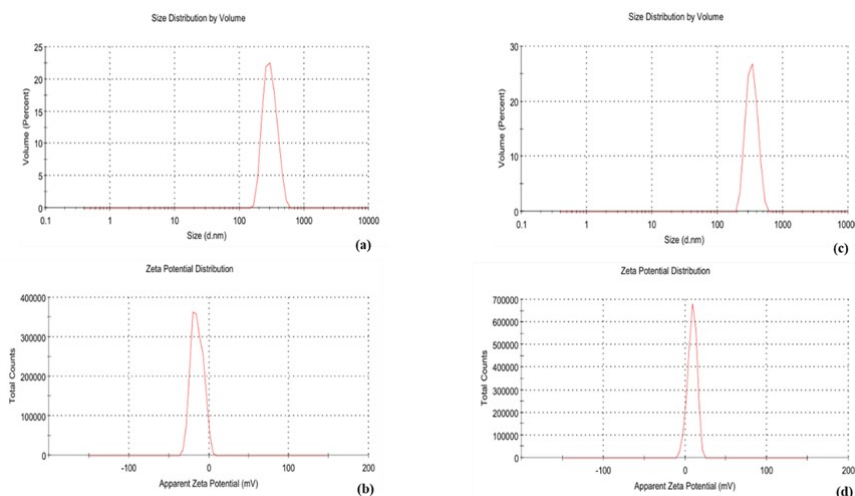 Size Distribution by Volume
25
20
15
10
5
0
Volume (Percent)
0.1 1 10 100 1000 10000
Size (d.nm)
(a)
Size Distribution by Volume
30
20
10
0
Volume (Percent)
0.1 1 10 100 1000 1000
Size (d.nm)
(c)
Zeta Potential Distribution
400000
300000
200000
100000
0
Total Counts
-100 0 100 200
Apparent Zeta Potential (mV)
(b)
Zeta Potential Distribution
700000
600000
500000
400000
300000
200000
100000
0
Total Counts
-100 0 100 200
Apparent Zeta Potential (mV)
(d)